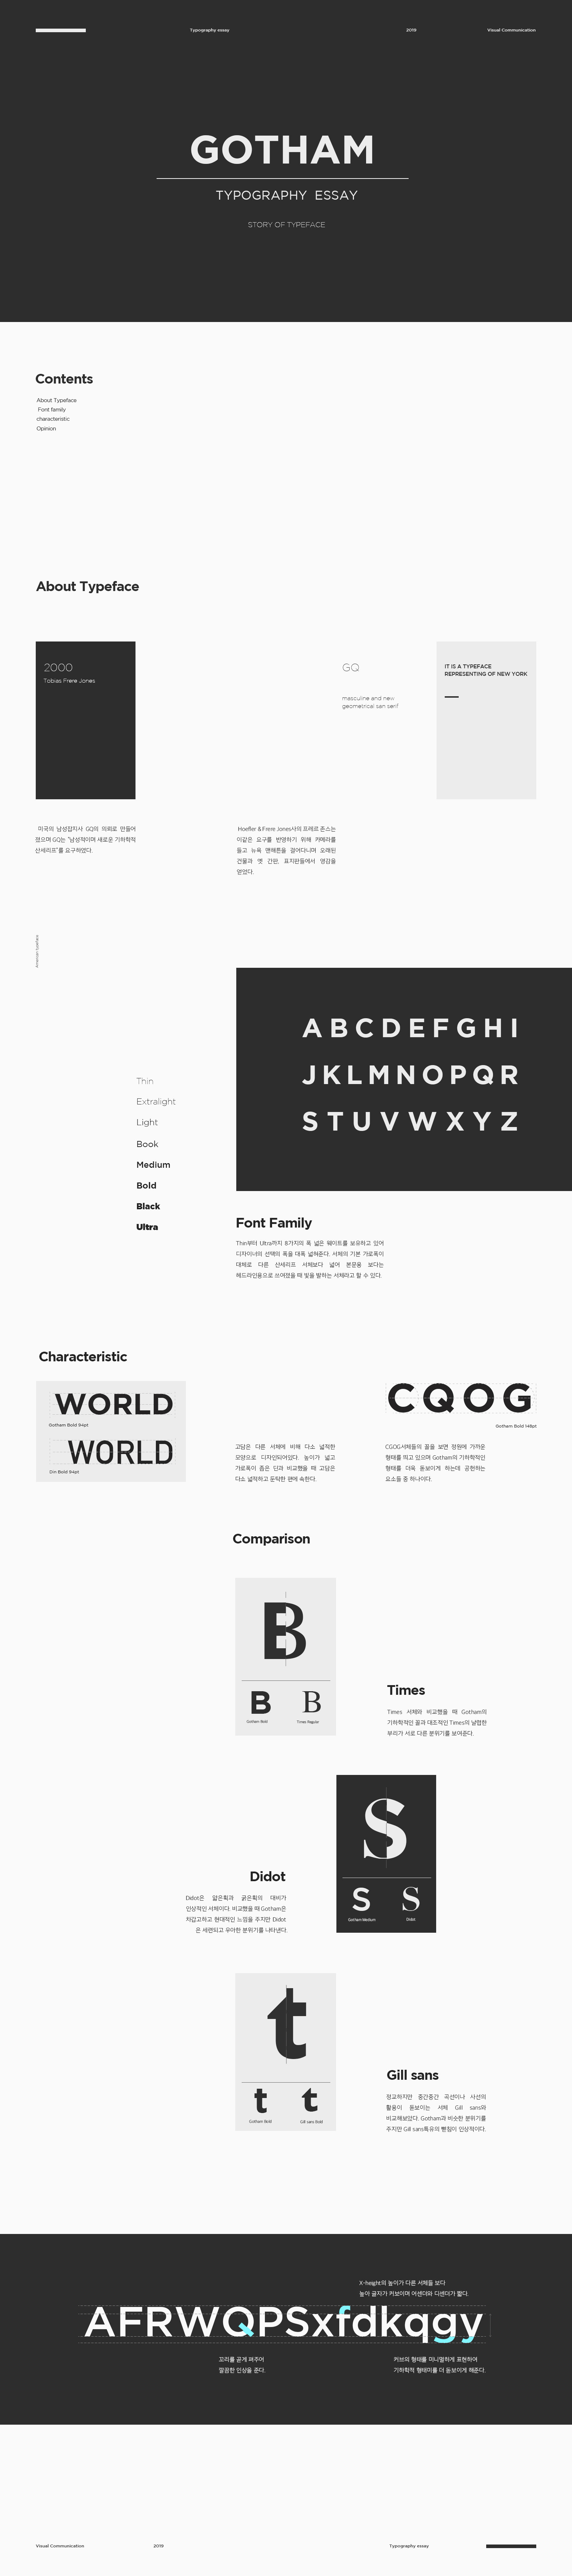 Typography essay
2019
Visual Communication
GOTHAM
TYPOGRAPHY ESSAY
STORY OF TYPEFACE
Contents
About Typeface
Font family
characteristic
Opinion
About Typeface
2000
Tobias Frere Jones
GQ
masculine and new
geometrical san serif
IT IS A TYPEFACE
REPRESENTING OF NEW YORK
미국의 남성잡지사 GQ의 의뢰로 만들어
졌으며 GQ는 "남성적이며 새로운 기하학적
산세리프"를 요구하였다.
Hoefler & Frere Jones사의 프레르 존스는
이같은 요구를 반영하기 위해 카메라를
들고 뉴욕 맨해튼을 걸어다니며 오래된
건물과 옛 간판, 표지판들에서 영감을
얻었다.
American typeface
ABCDEFGHI
JKLMNOPQR
STUVWXYZ
Thin
Extralight
Light
Book
Medium
Bold
Black
Ultra
Font Family
Thin부터 Ultra까지 8가지의 폭 넓은 웨이트를 보유하고 있어
디자이너의 선택의 폭을 대폭 넓혀준다. 서체의 기본 가로폭이
대체로 다른 산세리프 서체보다 넓어 본문용 보다는
헤드라인용으로 쓰여졌을 때 빛을 발하는 서체라고 할 수 있다.
Characteristic
WORLD
Gotham Bold 94pt
WORLD
Din Bold 94pt
고담은 다른 서체에 비해 다소 넓적한
모양으로 디자인되어있다. 높이가 넓고
가로폭이 좁은 딘과 비교했을 때 고담은
다소 넓적하고 둔탁한 편에 속한다.
CQOG
Gotham Bold 148pt
CGOG서체들의 꼴을 보면 정원에 가까운
형태를 띄고 있으며 Gotham의 기하학적인
형태를 더욱 돋보이게 하는데 공헌하는
요소들 중 하나이다.
Comparison
B
B
B
Gotham Bold
Times Regular
Times
Times 서체와 비교했을 때 Gotham의
기하학적인 꼴과 대조적인 Times의 날렵한
부리가 서로 다른 분위기를 보여준다.
S
S
S
Gotham Medium
Didot
Didot
Didot은 얇은획과 굵은획의 대비가
인상적인 서체이다. 비교했을 때 Gotham은
차갑고하고 현대적인 느낌을 주지만 Didot
은 세련되고 우아한 분위기를 나타낸다.
t
t
t
Gotham Bold
Gill sans Bold
Gill sans
정교하지만 중간중간 곡선이나 사선의
활용이 돋보이는 서체 Gill sans와
비교해보았다. Gotham과 비슷한 분위기를
주지만 Gill sans특유의 삐침이 인상적이다.
X-height의 높이가 다른 서체들 보다
높아 글자가 커보이며 어센더와 디센더가 짧다.
AFRWQPSxfdkqgy
꼬리를 곧게 펴주어
깔끔한 인상을 준다.
커브의 형태를 미니멀하게 표현하여
기하학적 형태미를 더 돋보이게 해준다.
Visual Communication
2019
Typography essay